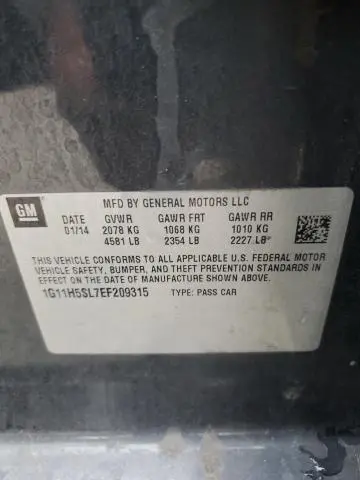 GM
MFD BY GENERAL MOTORS LLC
DATE GVWR GAWR FRT GAWR RR
01/14 2078 KG 1068 KG 1010 KG
4581 LB 2354 LB 2227 LB
THIS VEHICLE CONFORMS TO ALL APPLICABLE U.S. FEDERAL MOTOR
VEHICLE SAFETY, BUMPER, AND THEFT PREVENTION STANDARDS
IN EFFECT ON THE DATE OF MANUFACTURE SHOWN ABOVE.
1G11H5SL7EF209315 TYPE: PASS CAR